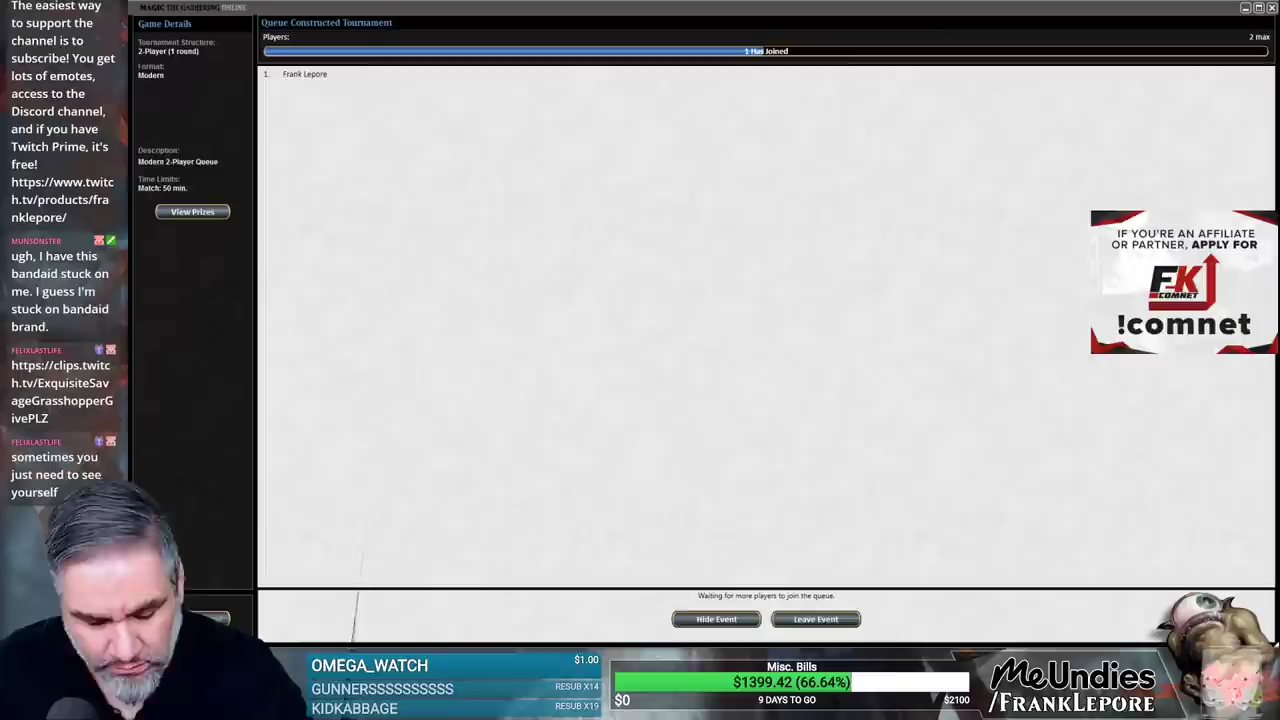 The easiest way
to support the
channel is to
subscribe! You get
lots of emotes,
access to the
Discord channel,
and if you have
Twitch Prime, it's
free!
https://www.twitc
h.tv/products/fra
nklepore/
MUNSONSTER
ugh, I have this
bandaid stuck on
me. I guess I'm
stuck on bandaid
brand.
FELIXLASTLIFE
https://clips.twitc
h.tv/ExquisiteSav
ageGrasshopperG
ivePLZ
FELIXLASTLIFE
sometimes you
just need to see
yourself
MAGIC THE GATHERING ONLINE
Game Details
Tournament Structure:
2-Player (1 round)
Format:
Modern
Description:
Modern 2-Player Queue
Time Limits:
Match: 50 min.
View Prizes
Queue Constructed Tournament
Players:
2 max
1 Has Joined
1. Frank Lepore
IF YOU'RE AN AFFILIATE
OR PARTNER, APPLY FOR
F2K
COMNET
!comnet
Waiting for more players to join the queue.
Hide Event
Leave Event
OMEGA_WATCH $1.00
GUNNERSSSSSSSSSS RESUB X14
KIDKABBAGE RESUB X19
Misc. Bills
$1399.42 (66.64%)
$0 9 DAYS TO GO $2100
MeUndies
/FRANKLEPORE